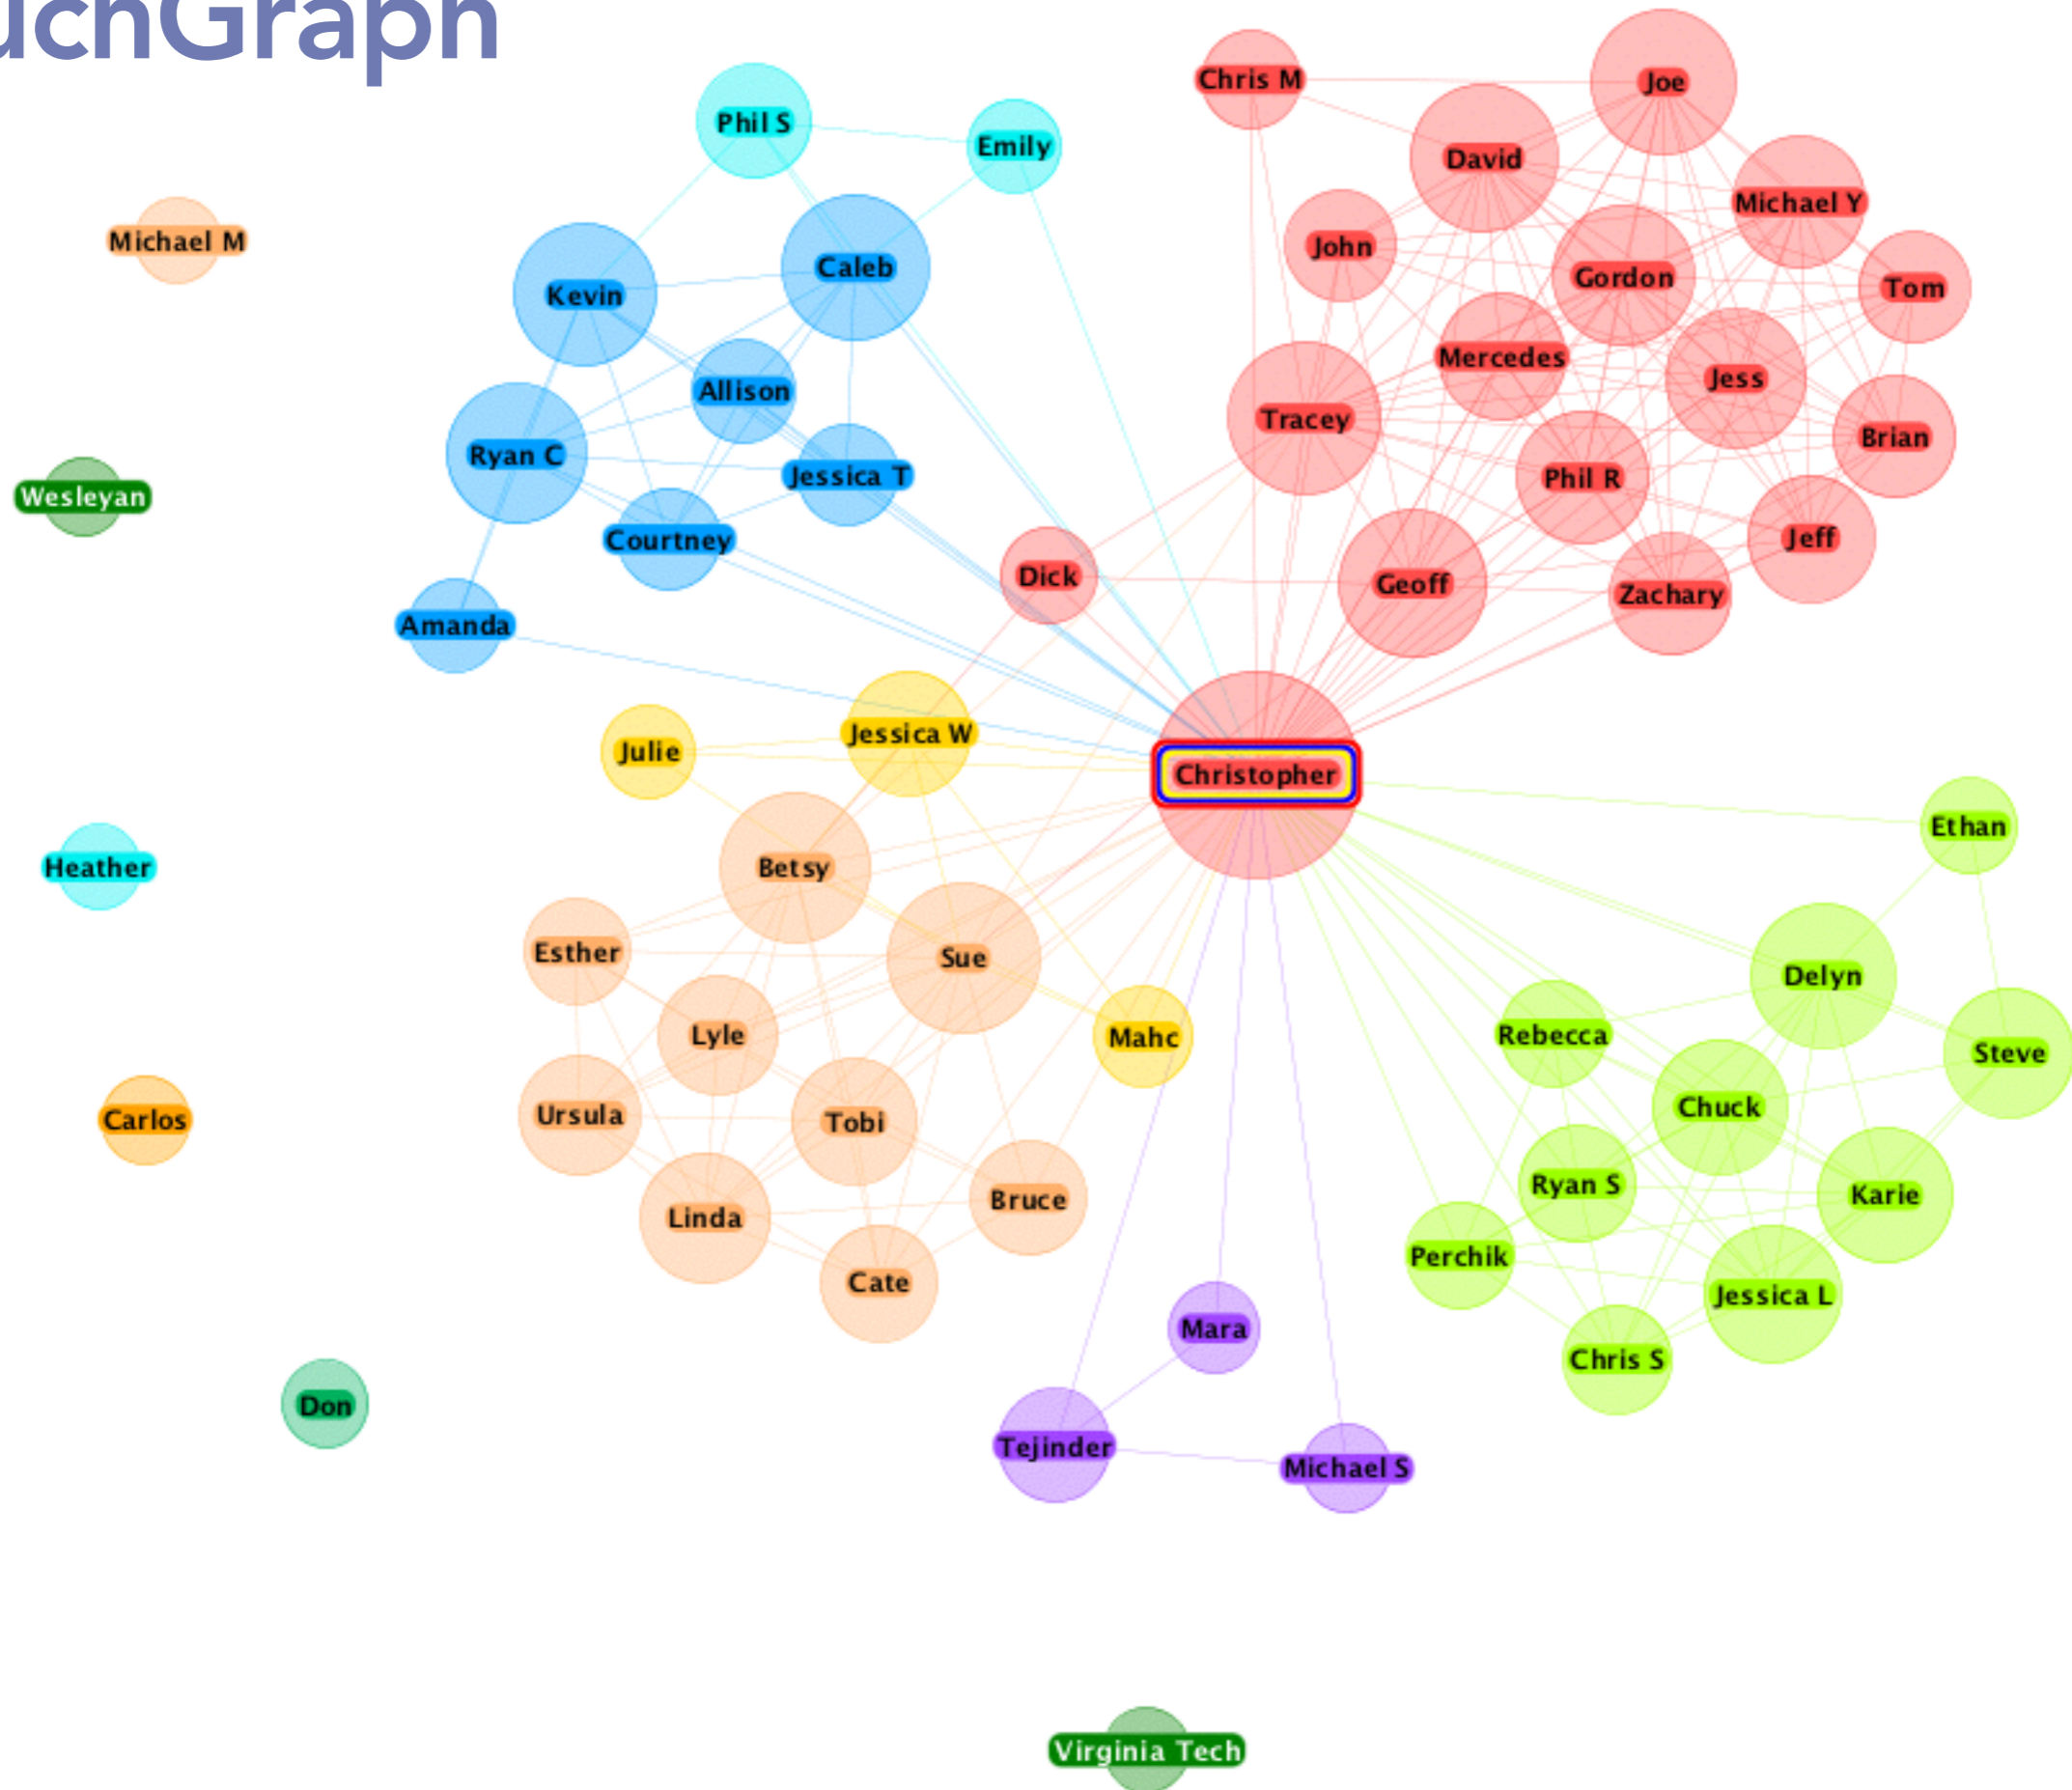 uchGraph
Chris M
Joe
Phil S
Emily
David
Michael Y
Michael M
John
Caleb
Gordon
Tom
Kevin
Mercedes
Jess
Allison
Tracey
Brian
Ryan C
Jessica T
Phil R
Wesleyan
Courtney
Jeff
Dick
Geoff
Zachary
Amanda
Jessica W
Julie
Christopher
Ethan
Heather
Betsy
Esther
Sue
Delyn
Lyle
Mahc
Rebecca
Steve
Carlos
Ursula
Tobi
Chuck
Ryan S
Karie
Linda
Bruce
Perchik
Cate
Jessica L
Mara
Chris S
Don
Tejinder
Michael S
Virginia Tech